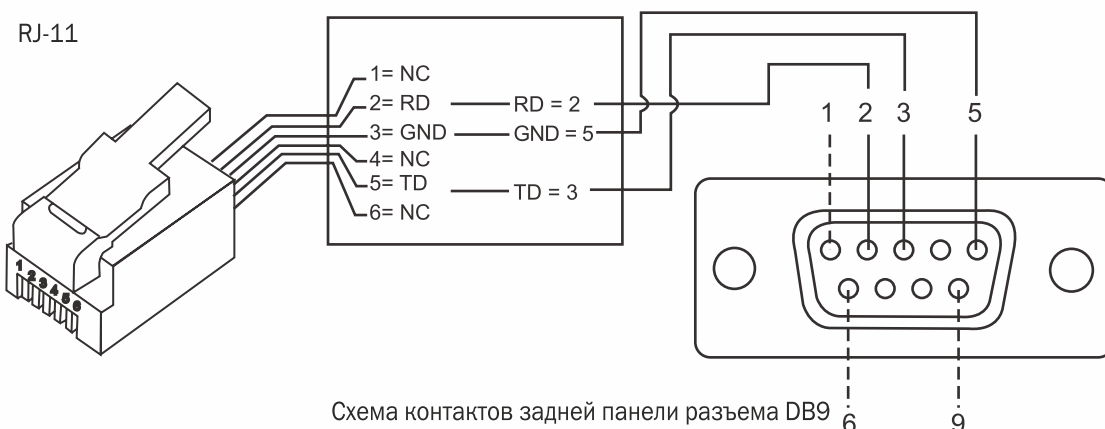 RJ-11
1= NC
2= RD RD = 2
3= GND GND = 5
4= NC
5= TD TD = 3
6= NC
1 2 3 5
1 2 3 4 5 6
Схема контактов задней панели разъема DB9
6 9